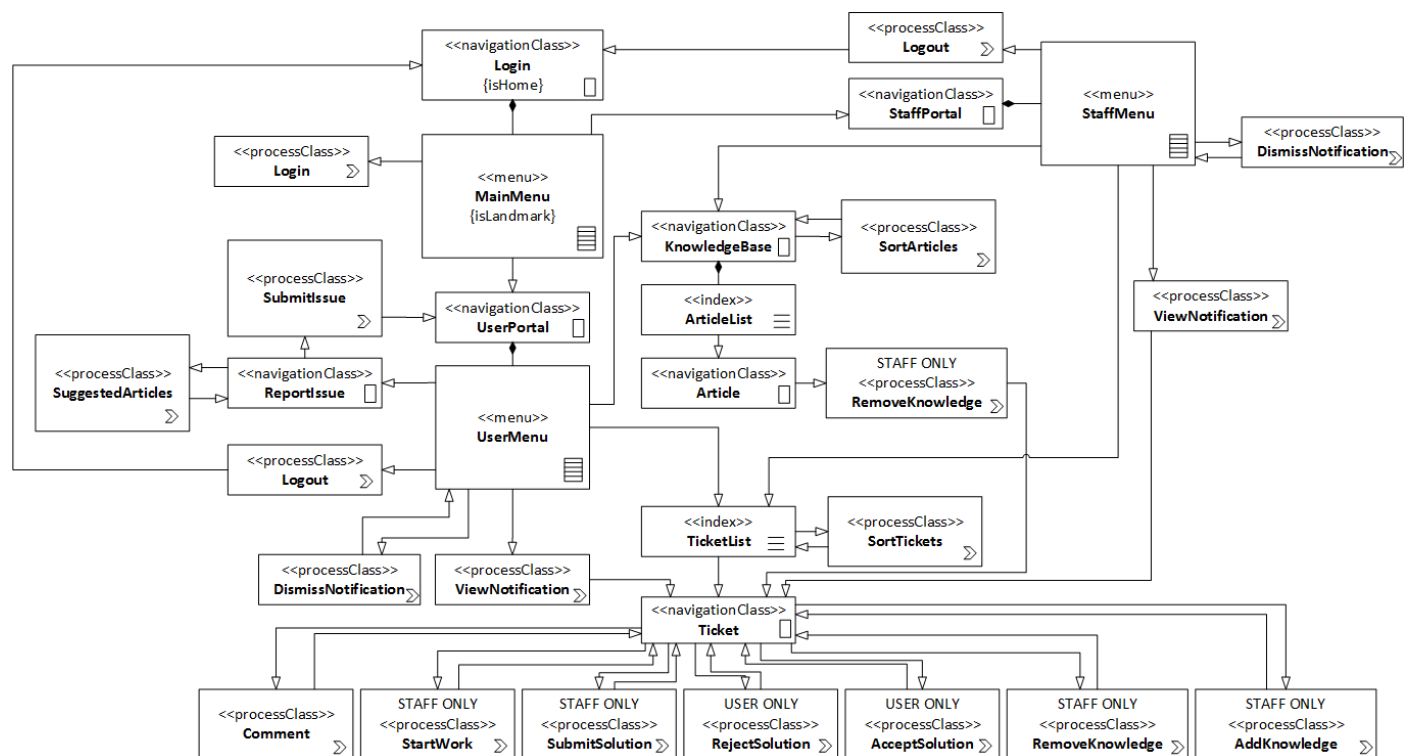 <<navigationClass>>
Login
{isHome}
<<processClass>>
Logout
<<menu>>
StaffMenu
<<navigationClass>>
StaffPortal
<<processClass>>
DismissNotification
<<processClass>>
Login
<<menu>>
MainMenu
{isLandmark}
<<navigationClass>>
KnowledgeBase
<<processClass>>
SortArticles
<<processClass>>
SubmitIssue
<<navigationClass>>
UserPortal
<<index>>
ArticleList
<<processClass>>
ViewNotification
<<processClass>>
SuggestedArticles
<<navigationClass>>
ReportIssue
<<menu>>
UserMenu
<<navigationClass>>
Article
STAFF ONLY
<<processClass>>
RemoveKnowledge
<<processClass>>
Logout
<<index>>
TicketList
<<processClass>>
SortTickets
<<processClass>>
DismissNotification
<<processClass>>
ViewNotification
<<navigationClass>>
Ticket
<<processClass>>
Comment
STAFF ONLY
<<processClass>>
StartWork
STAFF ONLY
<<processClass>>
SubmitSolution
USER ONLY
<<processClass>>
RejectSolution
USER ONLY
<<processClass>>
AcceptSolution
STAFF ONLY
<<processClass>>
RemoveKnowledge
STAFF ONLY
<<processClass>>
AddKnowledge